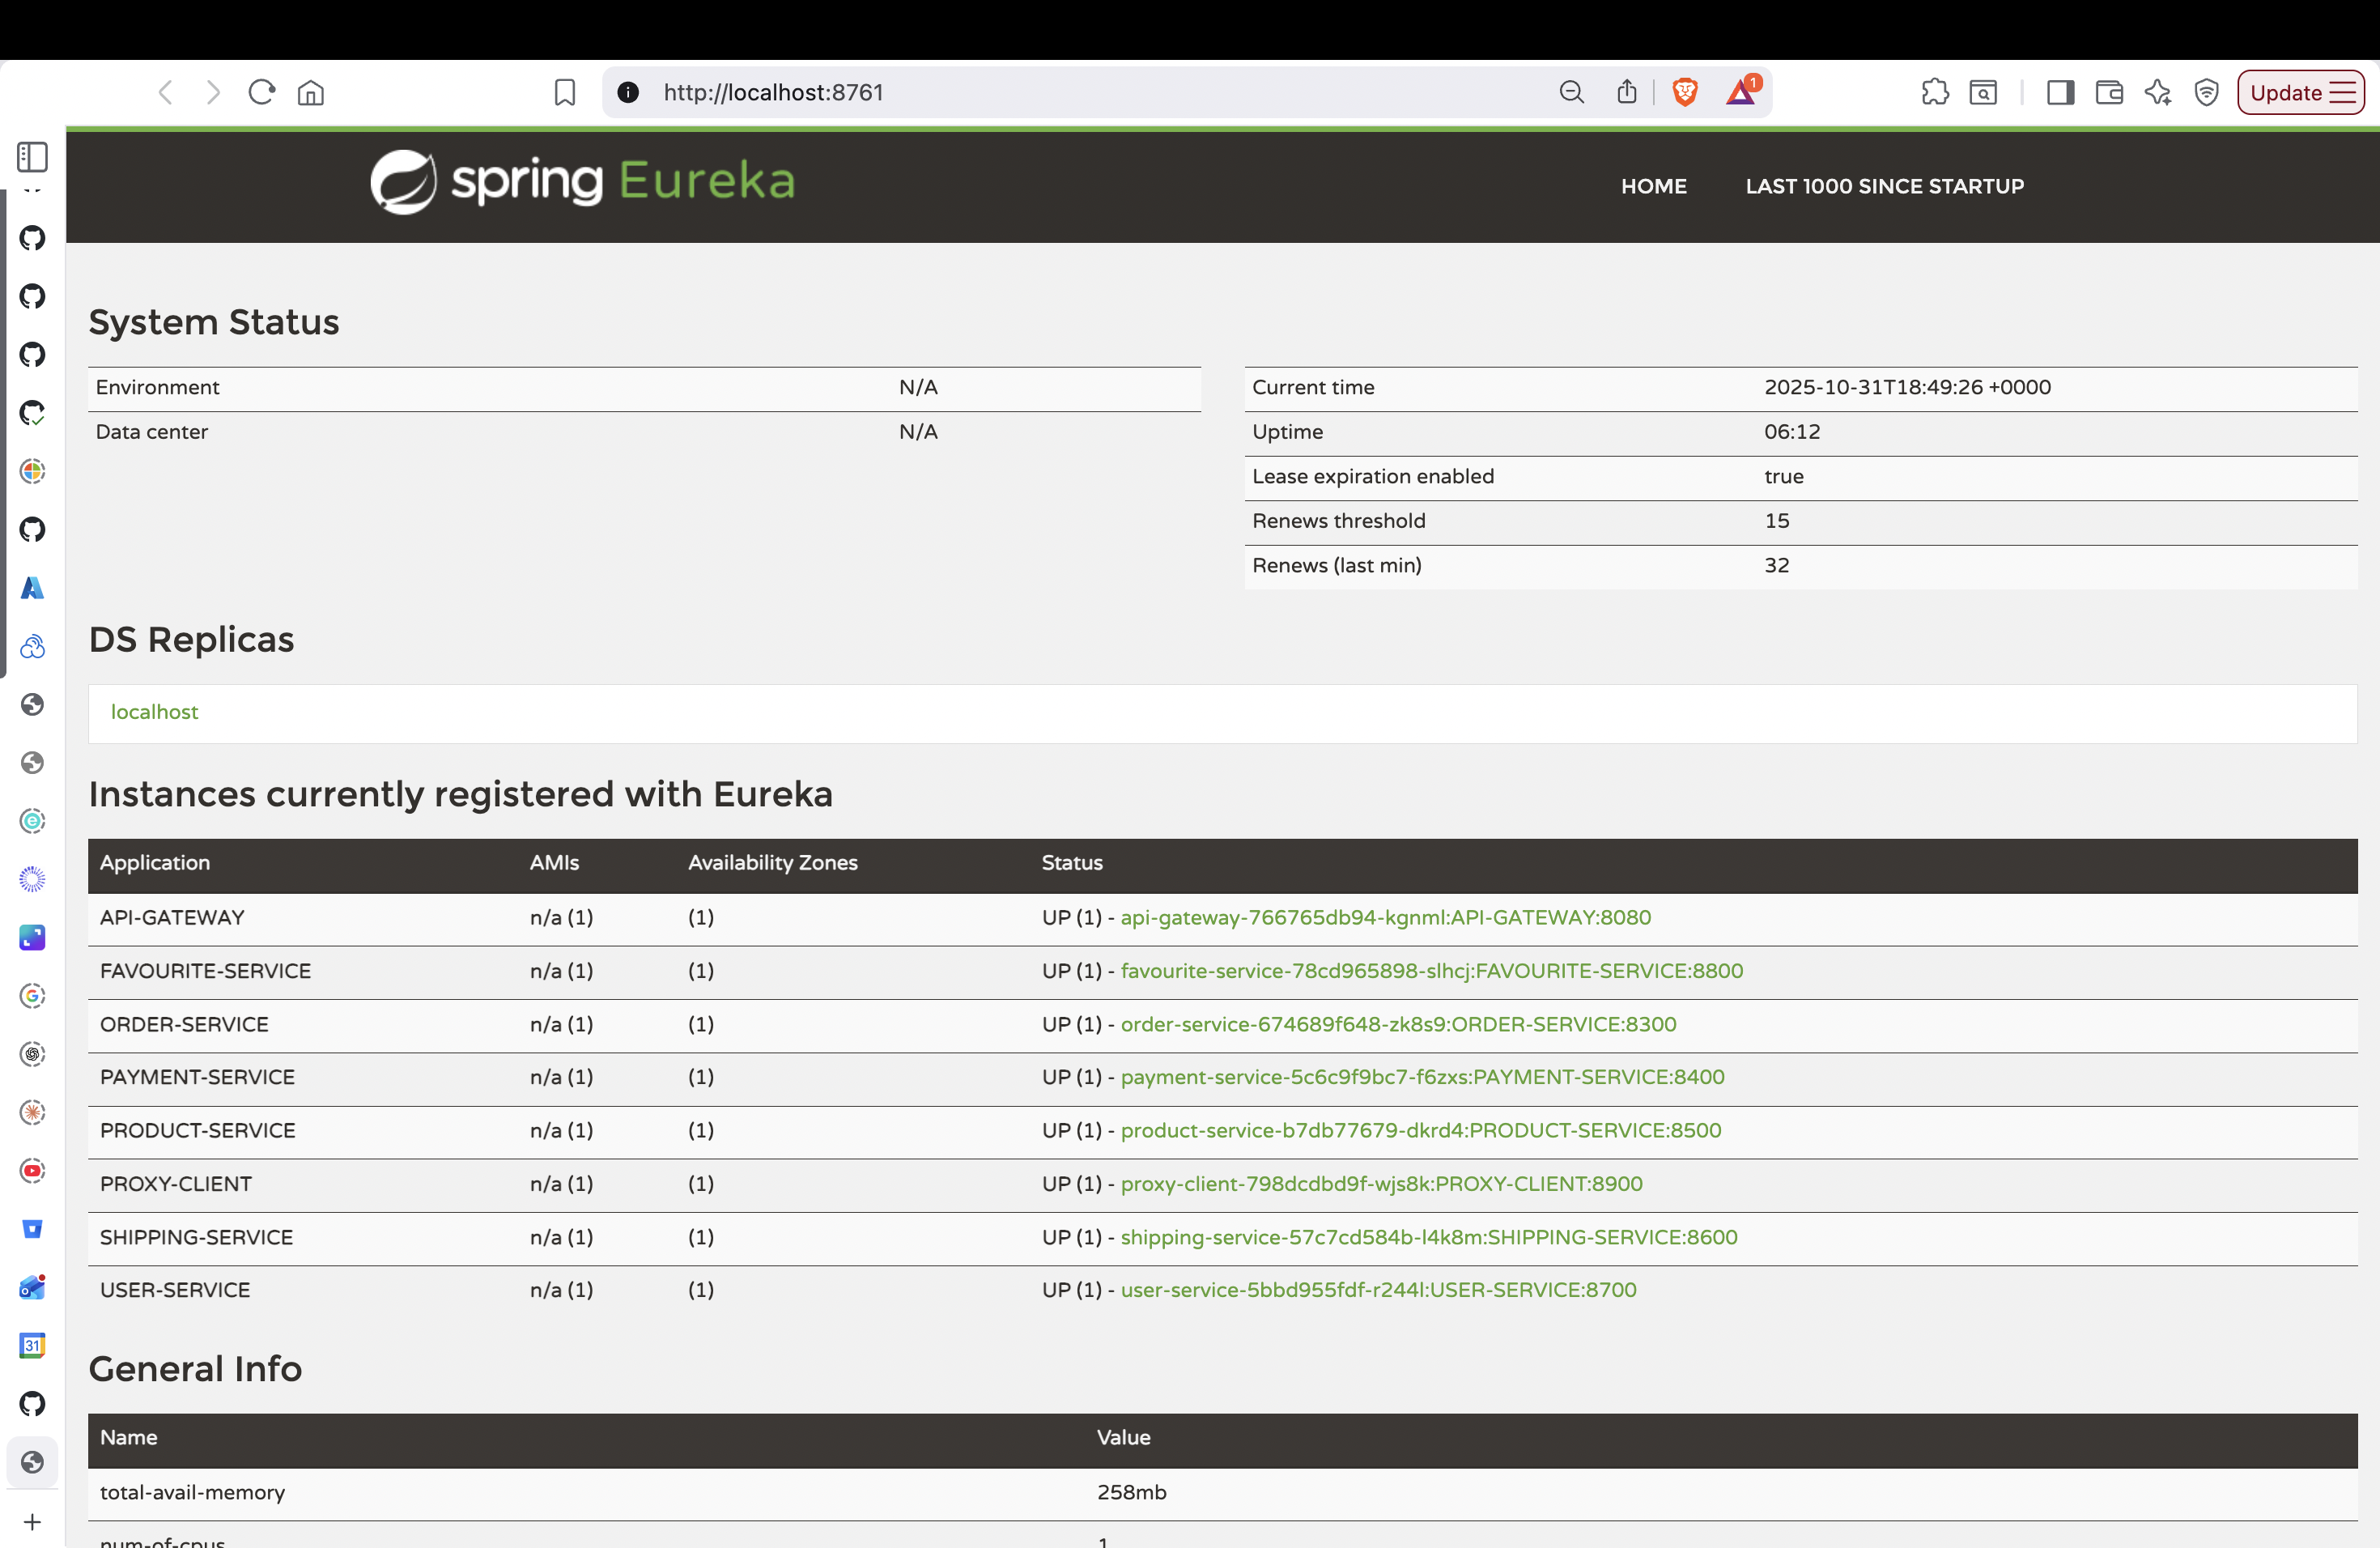 http://localhost:8761
1
Update
spring Eureka
HOME LAST 1000 SINCE STARTUP
System Status
Environment N/A
Data center N/A
Current time 2025-10-31T18:49:26 +0000
Uptime 06:12
Lease expiration enabled true
Renews threshold 15
Renews (last min) 32
DS Replicas
localhost
Instances currently registered with Eureka
Application AMIs Availability Zones Status
API-GATEWAY n/a (1) (1) UP (1) - api-gateway-766765db94-kgnml:API-GATEWAY:8080
FAVOURITE-SERVICE n/a (1) (1) UP (1) - favourite-service-78cd965898-slhcj:FAVOURITE-SERVICE:8800
ORDER-SERVICE n/a (1) (1) UP (1) - order-service-674689f648-zk8s9:ORDER-SERVICE:8300
PAYMENT-SERVICE n/a (1) (1) UP (1) - payment-service-5c6c9f9bc7-f6zxs:PAYMENT-SERVICE:8400
PRODUCT-SERVICE n/a (1) (1) UP (1) - product-service-b7db77679-dkrd4:PRODUCT-SERVICE:8500
PROXY-CLIENT n/a (1) (1) UP (1) - proxy-client-798dcdbd9f-wjs8k:PROXY-CLIENT:8900
SHIPPING-SERVICE n/a (1) (1) UP (1) - shipping-service-57c7cd584b-l4k8m:SHIPPING-SERVICE:8600
USER-SERVICE n/a (1) (1) UP (1) - user-service-5bbd955fdf-r244l:USER-SERVICE:8700
31
General Info
Name Value
total-avail-memory 258mb
num-of-cpus 1